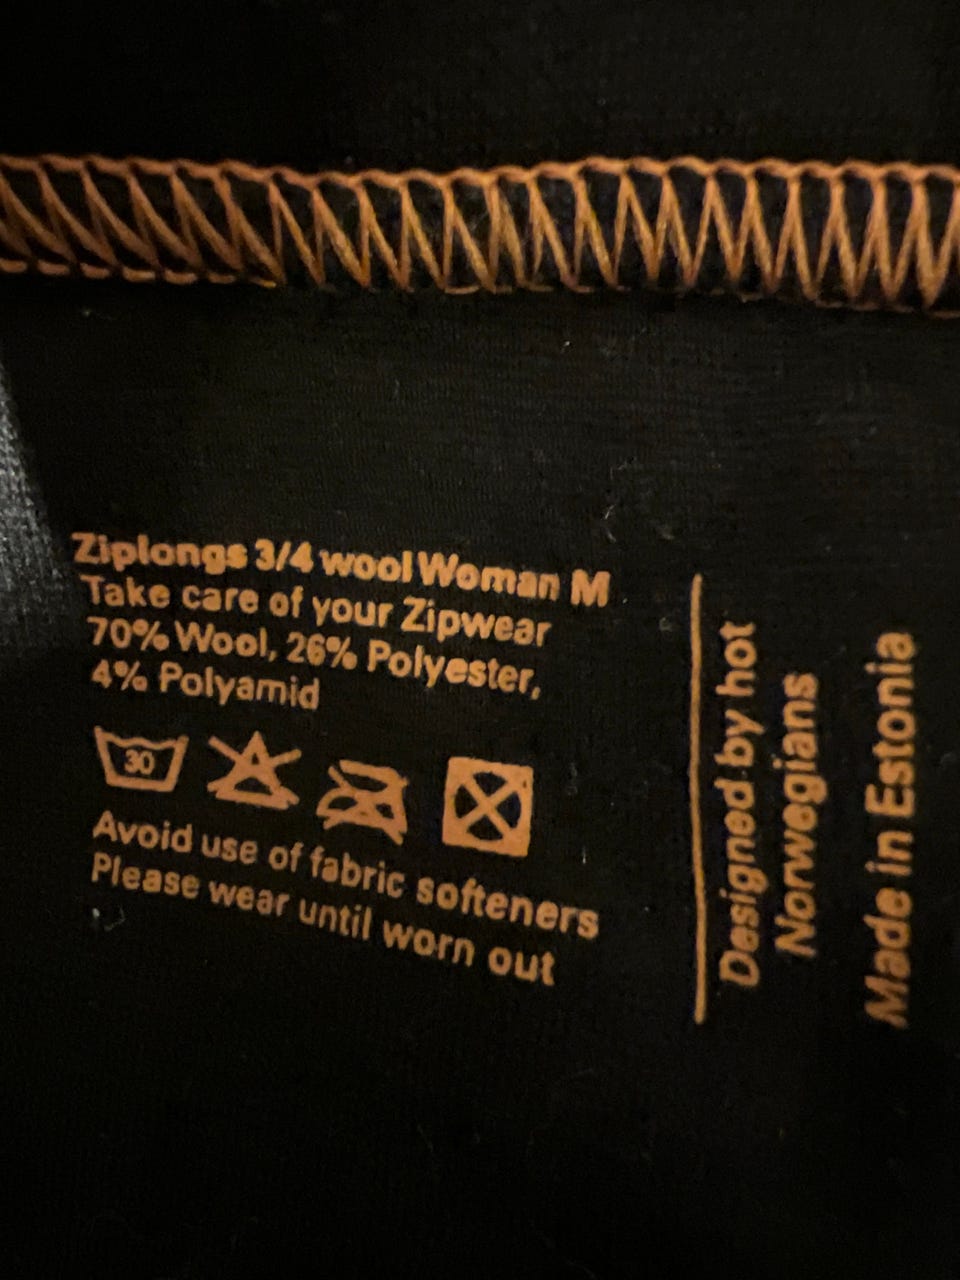 Ziplongs 3/4 wool Woman M
Take care of your Zipwear
70% Wool, 26% Polyester,
4% Polyamid
30
Avoid use of fabric softeners
Please wear until worn out
Designed by hot
Norwegians
Made in Estonia